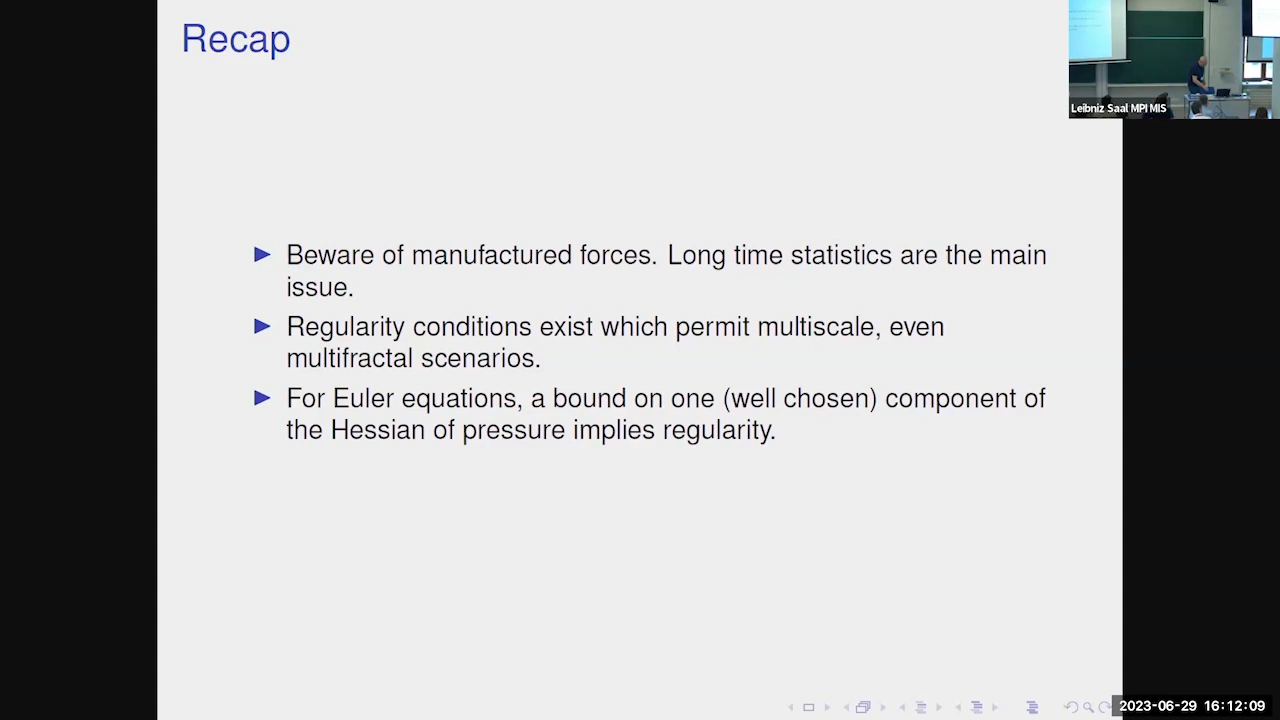 Recap
Leibniz Saal MPI MIS
Beware of manufactured forces. Long time statistics are the main
issue.
Regularity conditions exist which permit multiscale, even
multifractal scenarios.
For Euler equations, a bound on one (well chosen) component of
the Hessian of pressure implies regularity.
2023-06-29 16:12:09